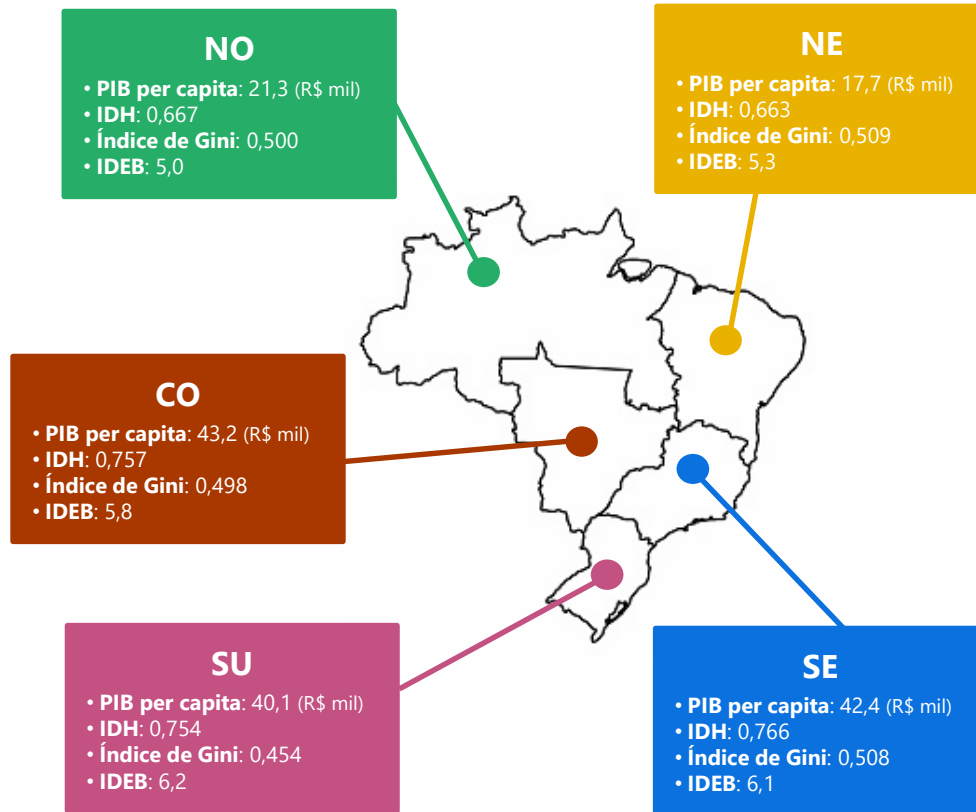 NO
• PIB per capita: 21,3 (R$ mil)
• IDH: 0,667
• Índice de Gini: 0,500
• IDEB: 5,0
NE
• PIB per capita: 17,7 (R$ mil)
• IDH: 0,663
• Índice de Gini: 0,509
• IDEB: 5,3
CO
• PIB per capita: 43,2 (R$ mil)
• IDH: 0,757
• Índice de Gini: 0,498
• IDEB: 5,8
SU
• PIB per capita: 40,1 (R$ mil)
• IDH: 0,754
• Índice de Gini: 0,454
• IDEB: 6,2
SE
• PIB per capita: 42,4 (R$ mil)
• IDH: 0,766
• Índice de Gini: 0,508
• IDEB: 6,1